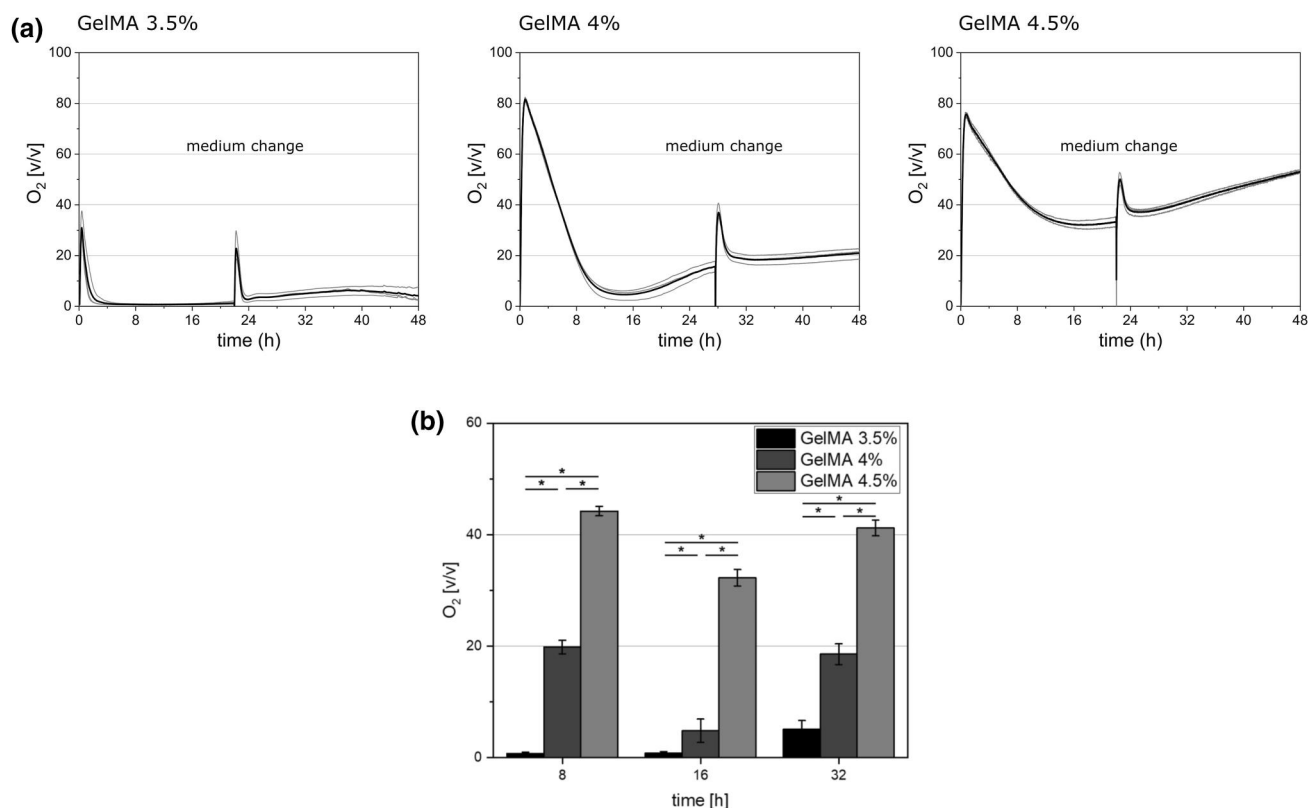 (a)
GelMA 3.5%
GelMA 4%
GelMA 4.5%
100
80
60
40
20
0
O2 [v/v]
medium change
0 8 16 24 32 40 48
time (h)
100
80
60
40
20
0
O2 [v/v]
medium change
0 8 16 24 32 40 48
time (h)
100
80
60
40
20
0
O2 [v/v]
medium change
0 8 16 24 32 40 48
time (h)
(b)
60
40
20
0
O2 [v/v]
GelMA 3.5%
GelMA 4%
GelMA 4.5%
*
* *
*
* *
*
* *
8 16 32
time [h]